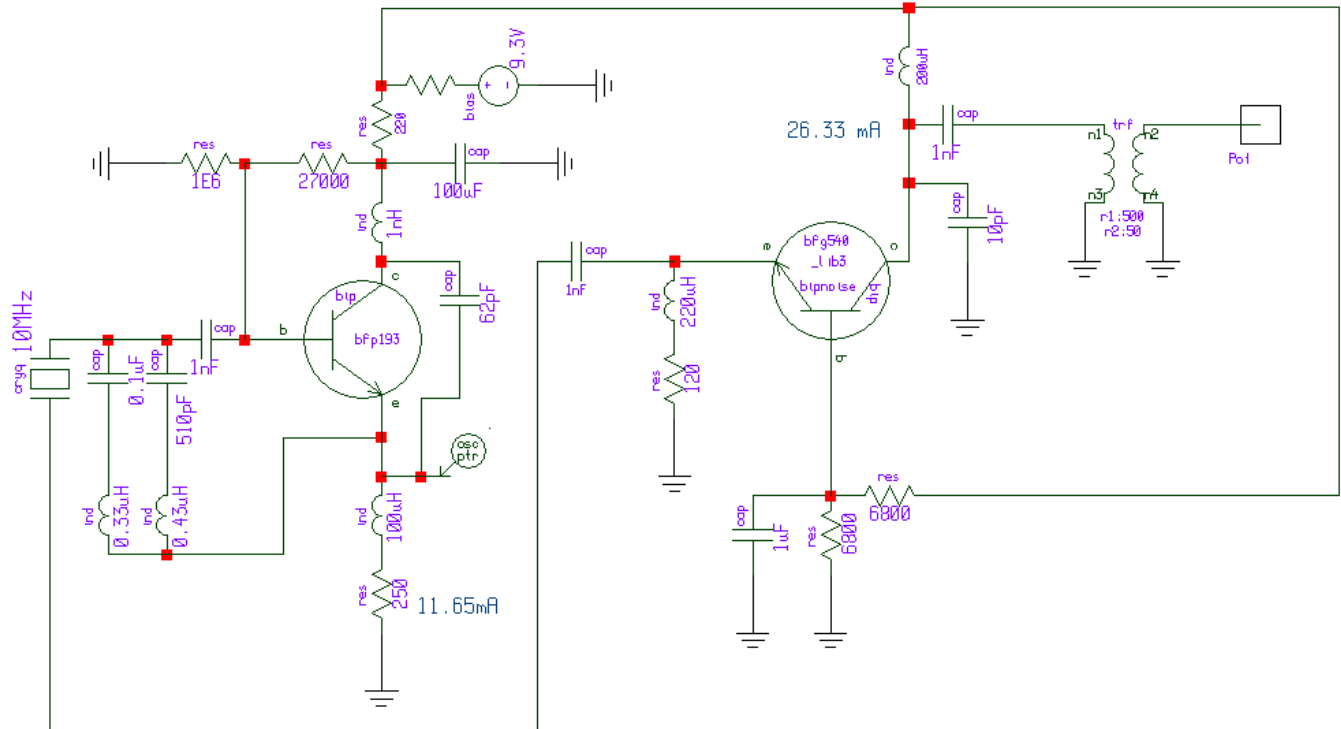 9.3V
bias
res
220
ind
200uH
26.33 mA
cap
1nF
trf
n1
n2
n3
n4
r1:500
r2:50
Po1
res
1E6
res
27000
cap
100uF
ind
1nH
cap
10pF
c
bip
b
bfp193
e
cap
62pF
cap
1nF
e
bfg540
_lib3
bipnoise
c
bip
b
10MHz
cryq
cap
0.1uF
cap
510pF
cap
1nF
ind
220uH
res
120
osc
ptr
ind
0.33uH
ind
0.43uH
ind
100uH
res
250
11.65mA
cap
1uF
res
6800
res
6800